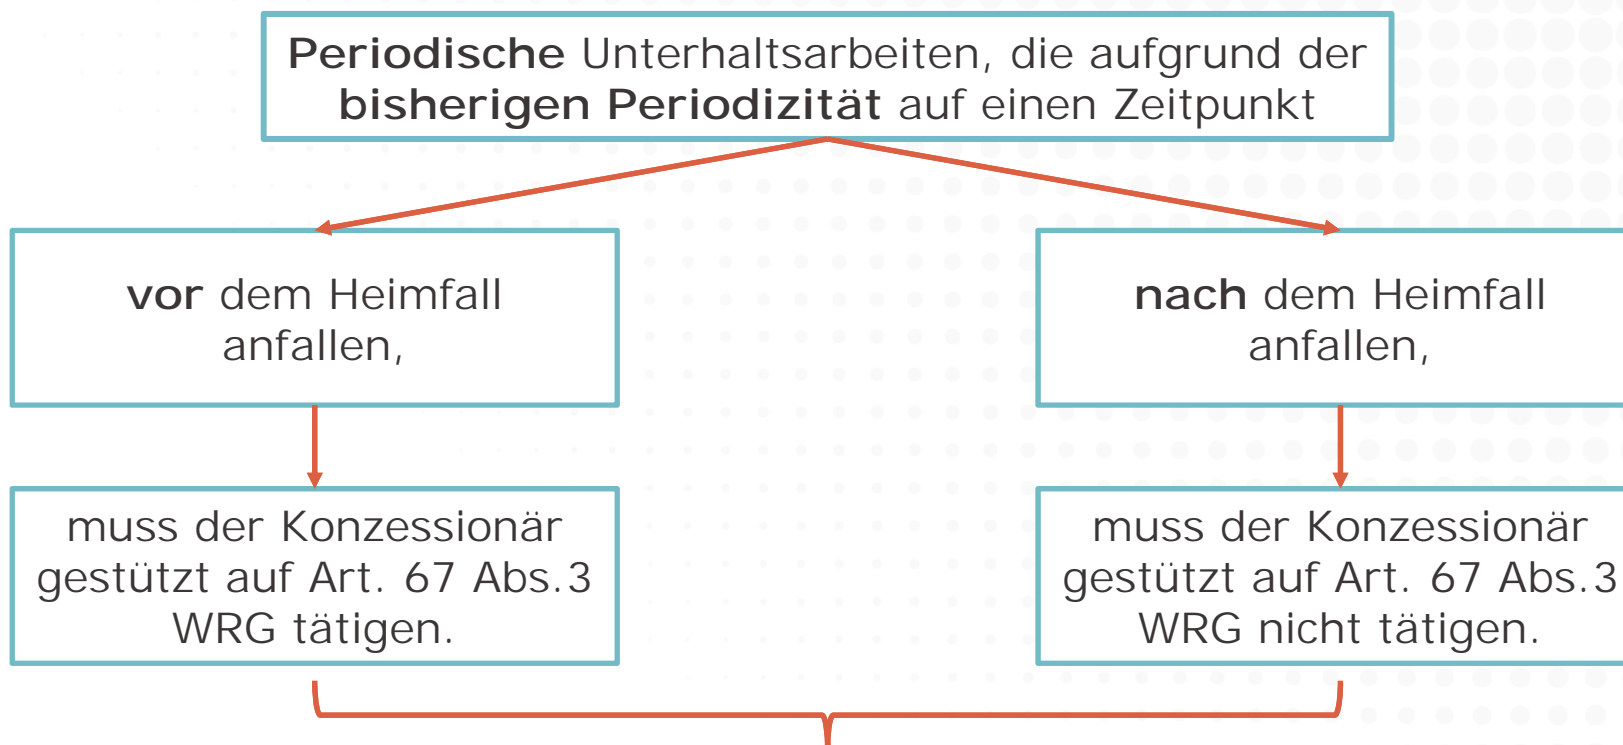 Periodische Unterhaltsarbeiten, die aufgrund der
bisherigen Periodizität auf einen Zeitpunkt
vor dem Heimfall
anfallen,
nach dem Heimfall
anfallen,
muss der Konzessionär
gestützt auf Art. 67 Abs.3
WRG tätigen.
muss der Konzessionär
gestützt auf Art. 67 Abs.3
WRG nicht tätigen.